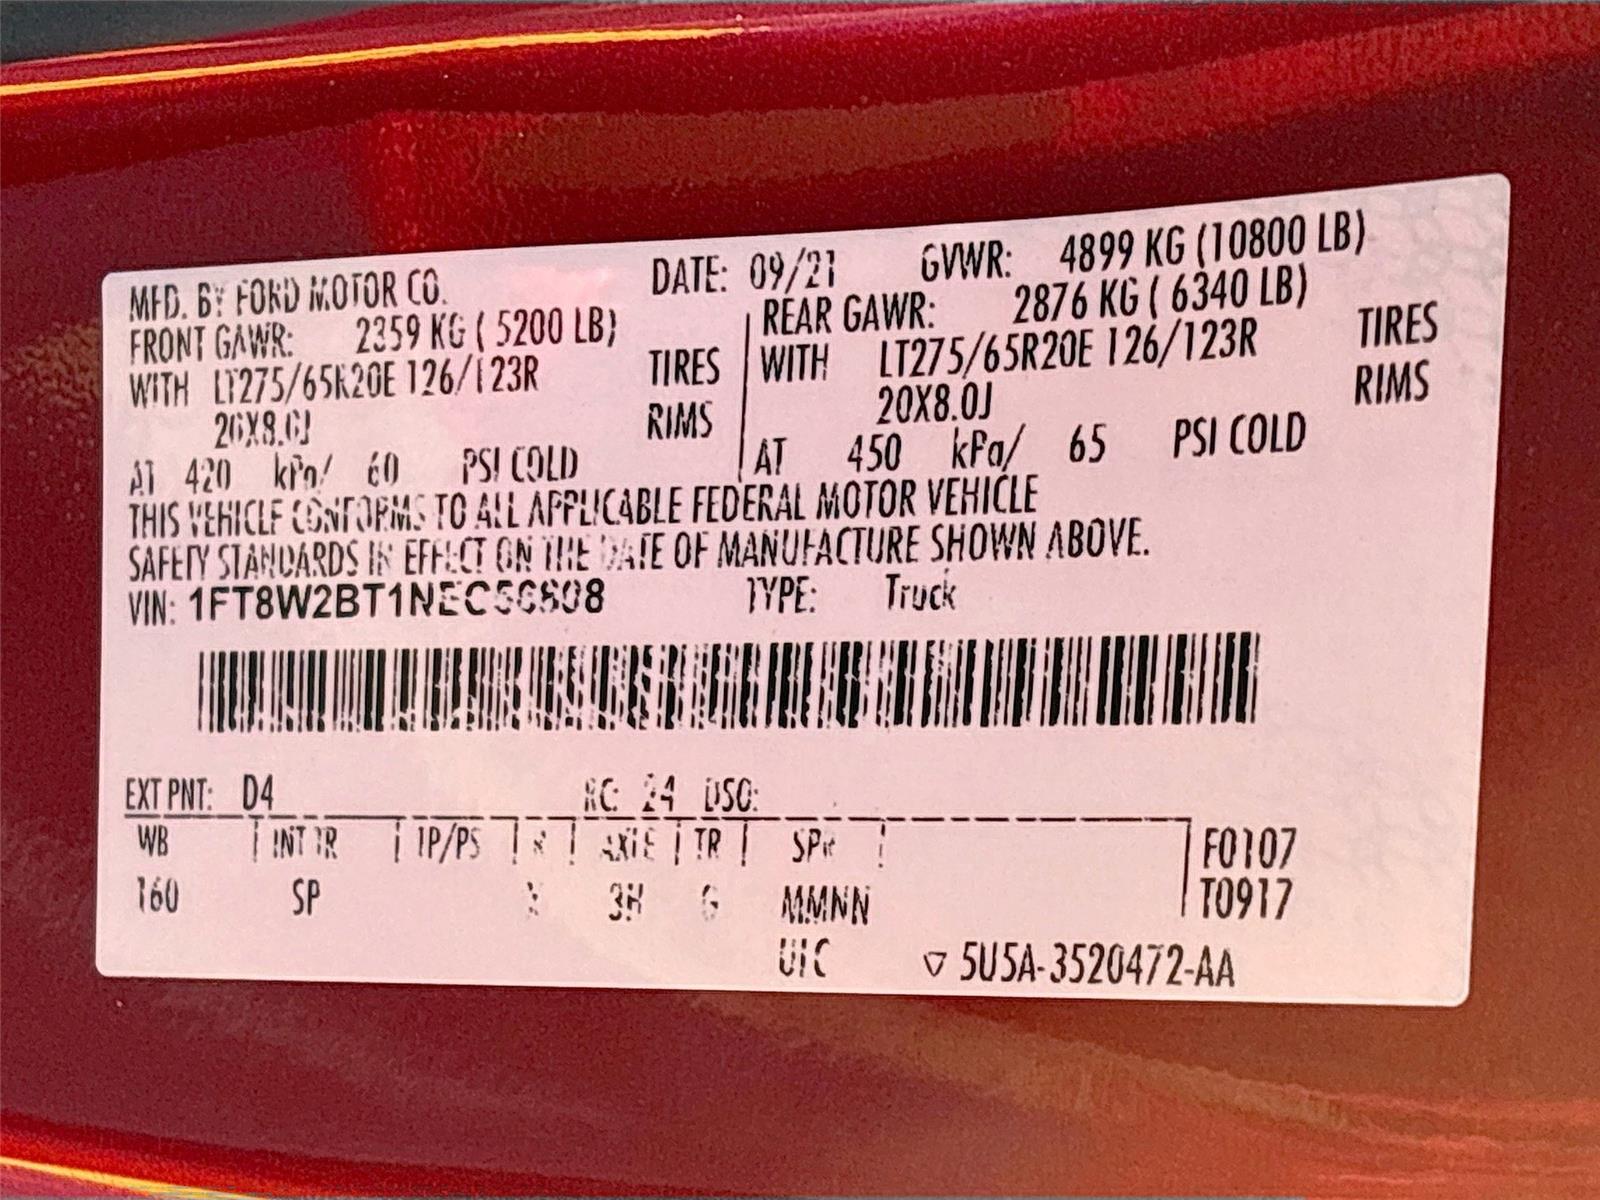 MFD. BY FORD MOTOR CO. DATE: 09/21 GVWR: 4899 KG (10800 LB)
FRONT GAWR: 2359 KG ( 5200 LB) REAR GAWR: 2876 KG ( 6340 LB)
WITH LT275/65R20E 126/123R TIRES WITH LT275/65R20E 126/123R TIRES
20X8.0J RIMS 20X8.0J RIMS
AT 420 kPa/ 60 PSI COLD AT 450 kPa/ 65 PSI COLD
THIS VEHICLE CONFORMS TO ALL APPLICABLE FEDERAL MOTOR VEHICLE
SAFETY STANDARDS IN EFFECT ON THE DATE OF MANUFACTURE SHOWN ABOVE.
VIN: TYPE: Truck
EXT PNT: D4 RC: 24 DSO:
WB INT TR TP/PS R AXLE TR SPR F0107
160 SP 3H G MMNN T0917
UTC ▽ 5U5A-3520472-AA